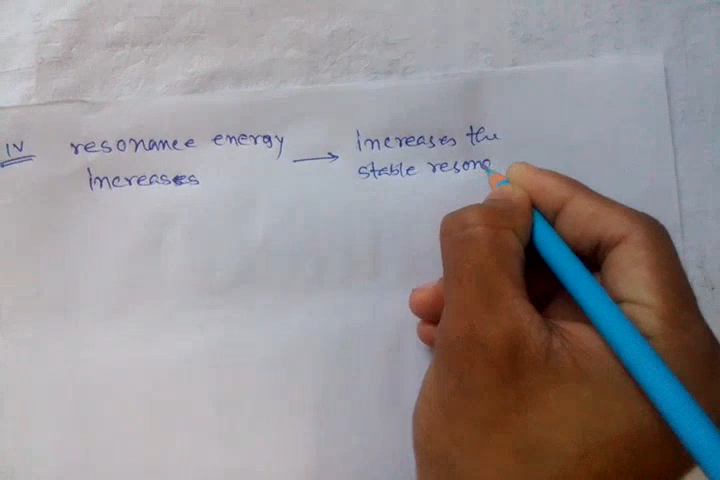 IV resonance energy → increases the
increases stable resona